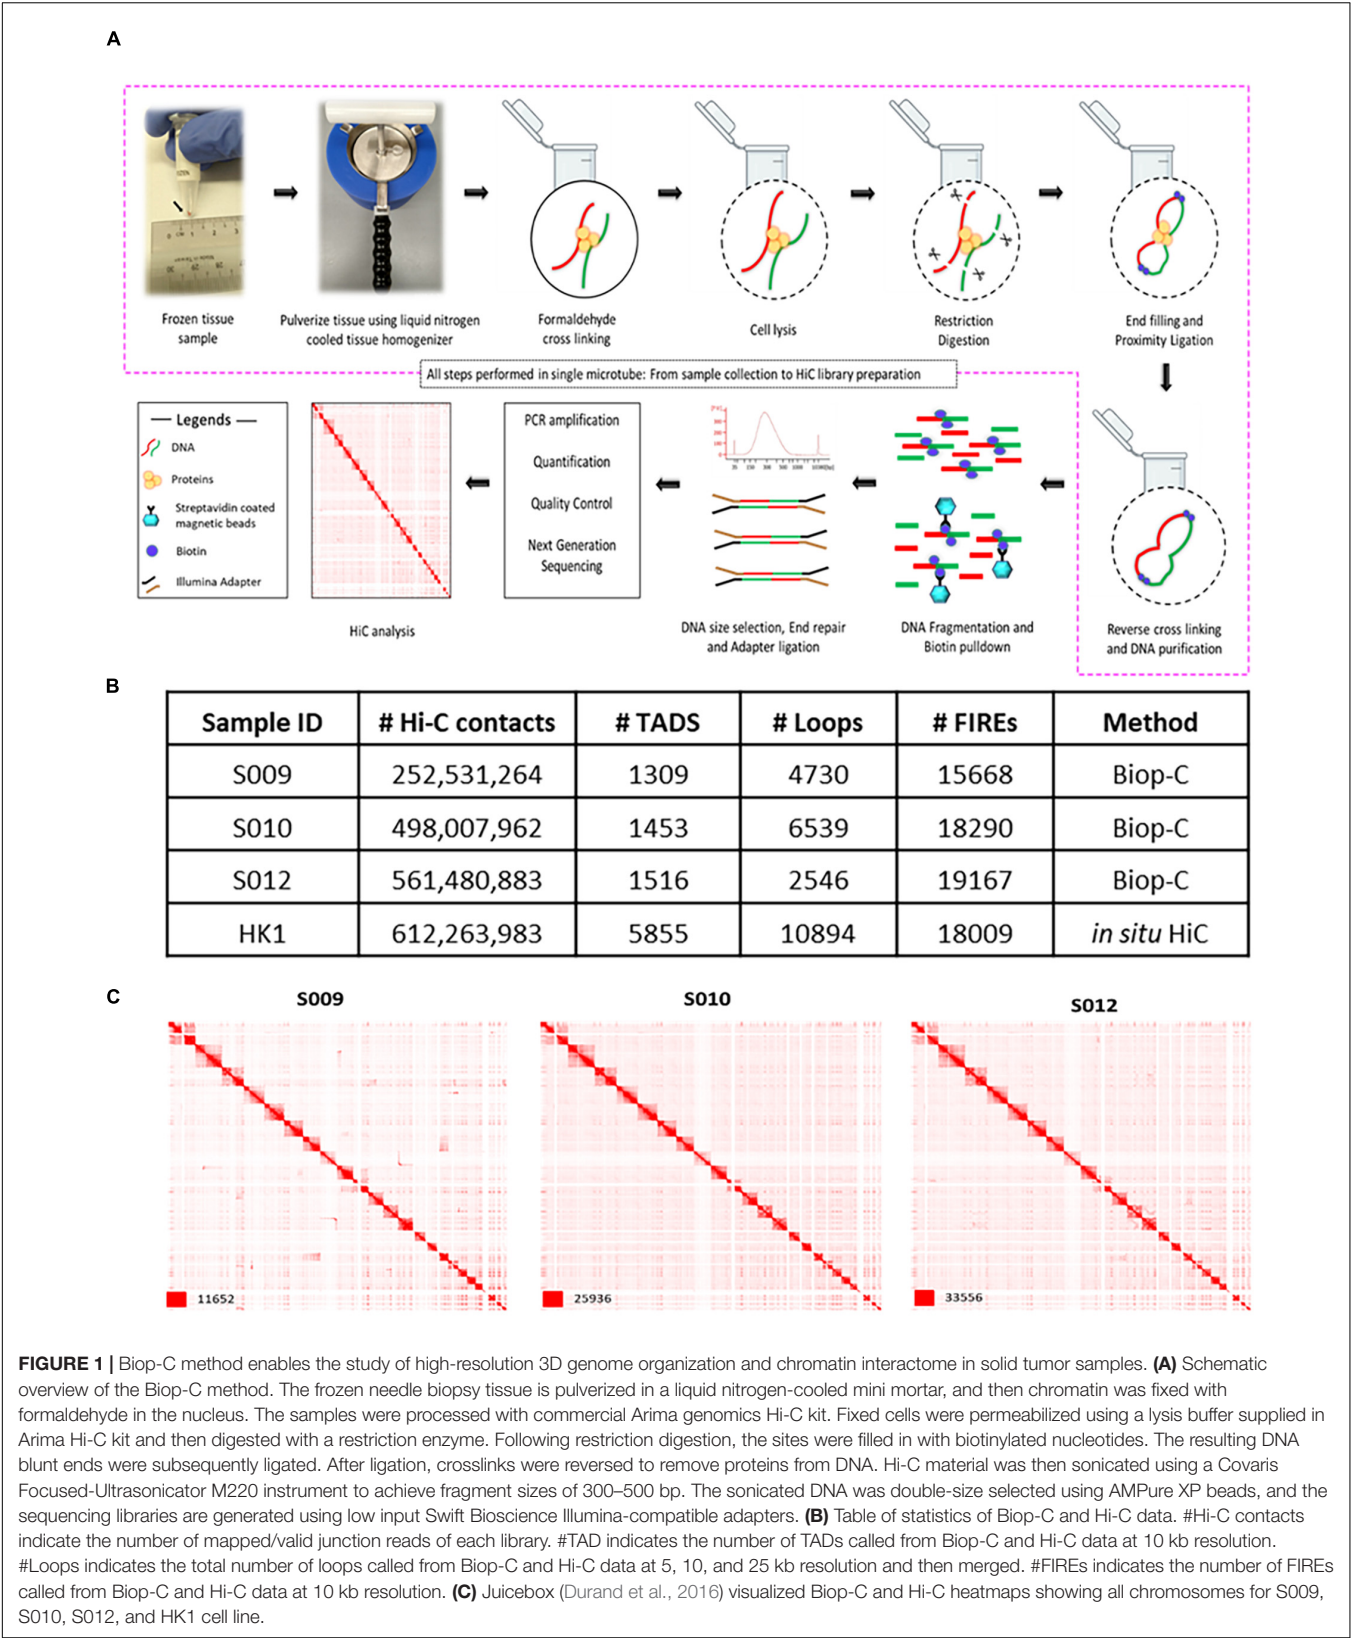 A
Frozen tissue
sample
Pulverize tissue using liquid nitrogen
cooled tissue homogenizer
Formaldehyde
cross linking
Cell lysis
Restriction
Digestion
End filling and
Proximity Ligation
All steps performed in single microtube: From sample collection to HiC library preparation
Legends
DNA
Proteins
Streptavidin coated
magnetic beads
Biotin
Illumina Adapter
HiC analysis
PCR amplification
Quantification
Quality Control
Next Generation
Sequencing
DNA size selection, End repair
and Adapter ligation
DNA Fragmentation and
Biotin pulldown
Reverse cross linking
and DNA purification
B
Sample ID # Hi-C contacts # TADS # Loops # FIREs Method
S009 252,531,264 1309 4730 15668 Biop-C
S010 498,007,962 1453 6539 18290 Biop-C
S012 561,480,883 1516 2546 19167 Biop-C
HK1 612,263,983 5855 10894 18009 in situ HiC
C
S009 S010 S012
11652 25936 33556
FIGURE 1 | Biop-C method enables the study of high-resolution 3D genome organization and chromatin interactome in solid tumor samples. (A) Schematic
overview of the Biop-C method. The frozen needle biopsy tissue is pulverized in a liquid nitrogen-cooled mini mortar, and then chromatin was fixed with
formaldehyde in the nucleus. The samples were processed with commercial Arima genomics Hi-C kit. Fixed cells were permeabilized using a lysis buffer supplied in
Arima Hi-C kit and then digested with a restriction enzyme. Following restriction digestion, the sites were filled in with biotinylated nucleotides. The resulting DNA
blunt ends were subsequently ligated. After ligation, crosslinks were reversed to remove proteins from DNA. Hi-C material was then sonicated using a Covaris
Focused-Ultrasonicator M220 instrument to achieve fragment sizes of 300–500 bp. The sonicated DNA was double-size selected using AMPure XP beads, and the
sequencing libraries are generated using low input Swift Bioscience Illumina-compatible adapters. (B) Table of statistics of Biop-C and Hi-C data. #Hi-C contacts
indicate the number of mapped/valid junction reads of each library. #TAD indicates the number of TADs called from Biop-C and Hi-C data at 10 kb resolution.
#Loops indicates the total number of loops called from Biop-C and Hi-C data at 5, 10, and 25 kb resolution and then merged. #FIREs indicates the number of FIREs
called from Biop-C and Hi-C data at 10 kb resolution. (C) Juicebox (Durand et al., 2016) visualized Biop-C and Hi-C heatmaps showing all chromosomes for S009,
S010, S012, and HK1 cell line.